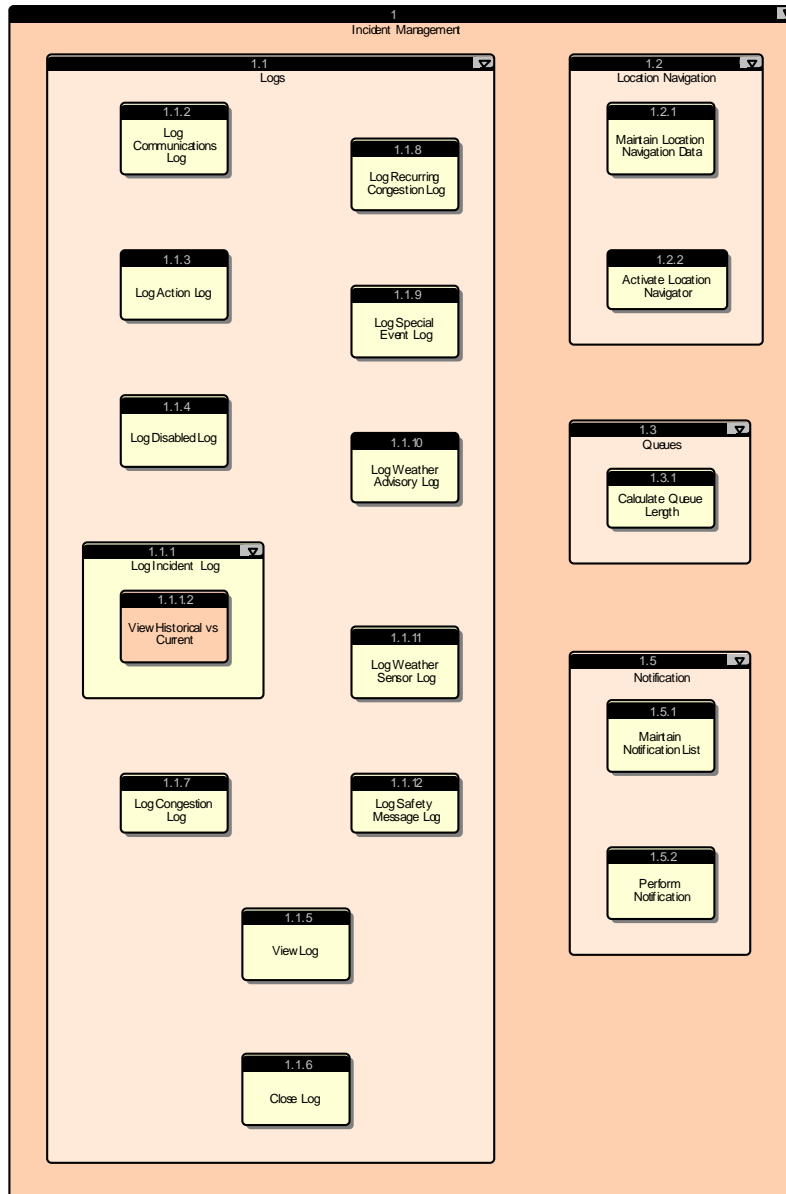 1
Incident Management
1.1
Logs
1.1.2
Log
Communications
Log
1.1.8
Log Recurring
Congestion Log
1.1.3
Log Action Log
1.1.9
Log Special
Event Log
1.1.4
Log Disabled Log
1.1.10
Log Weather
Advisory Log
1.1.1
Log Incident Log
1.1.1.2
View Historical vs
Current
1.1.11
Log Weather
Sensor Log
1.1.7
Log Congestion
Log
1.1.12
Log Safety
Message Log
1.1.5
View Log
1.1.6
Close Log
1.2
Location Navigation
1.2.1
Maintain Location
Navigation Data
1.2.2
Activate Location
Navigator
1.3
Queues
1.3.1
Calculate Queue
Length
1.5
Notification
1.5.1
Maintain
Notification List
1.5.2
Perform
Notification